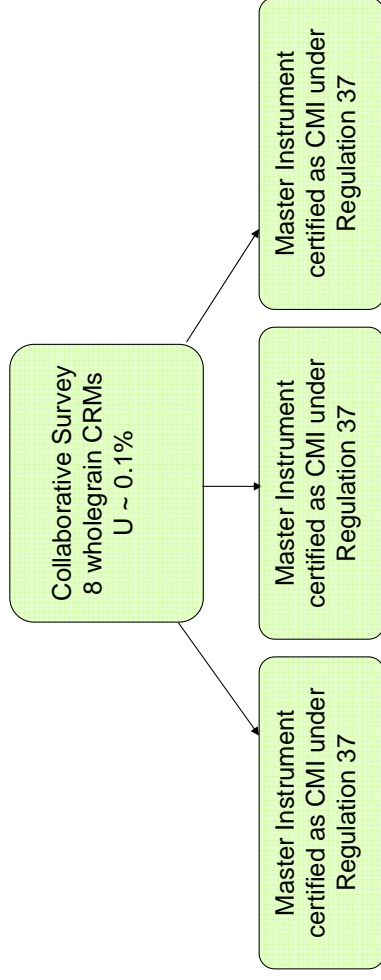 Collaborative Survey
8 wholegrain CRMs
U ~ 0.1%
Master Instrument
certified as CMI under
Regulation 37
Master Instrument
certified as CMI under
Regulation 37
Master Instrument
certified as CMI under
Regulation 37